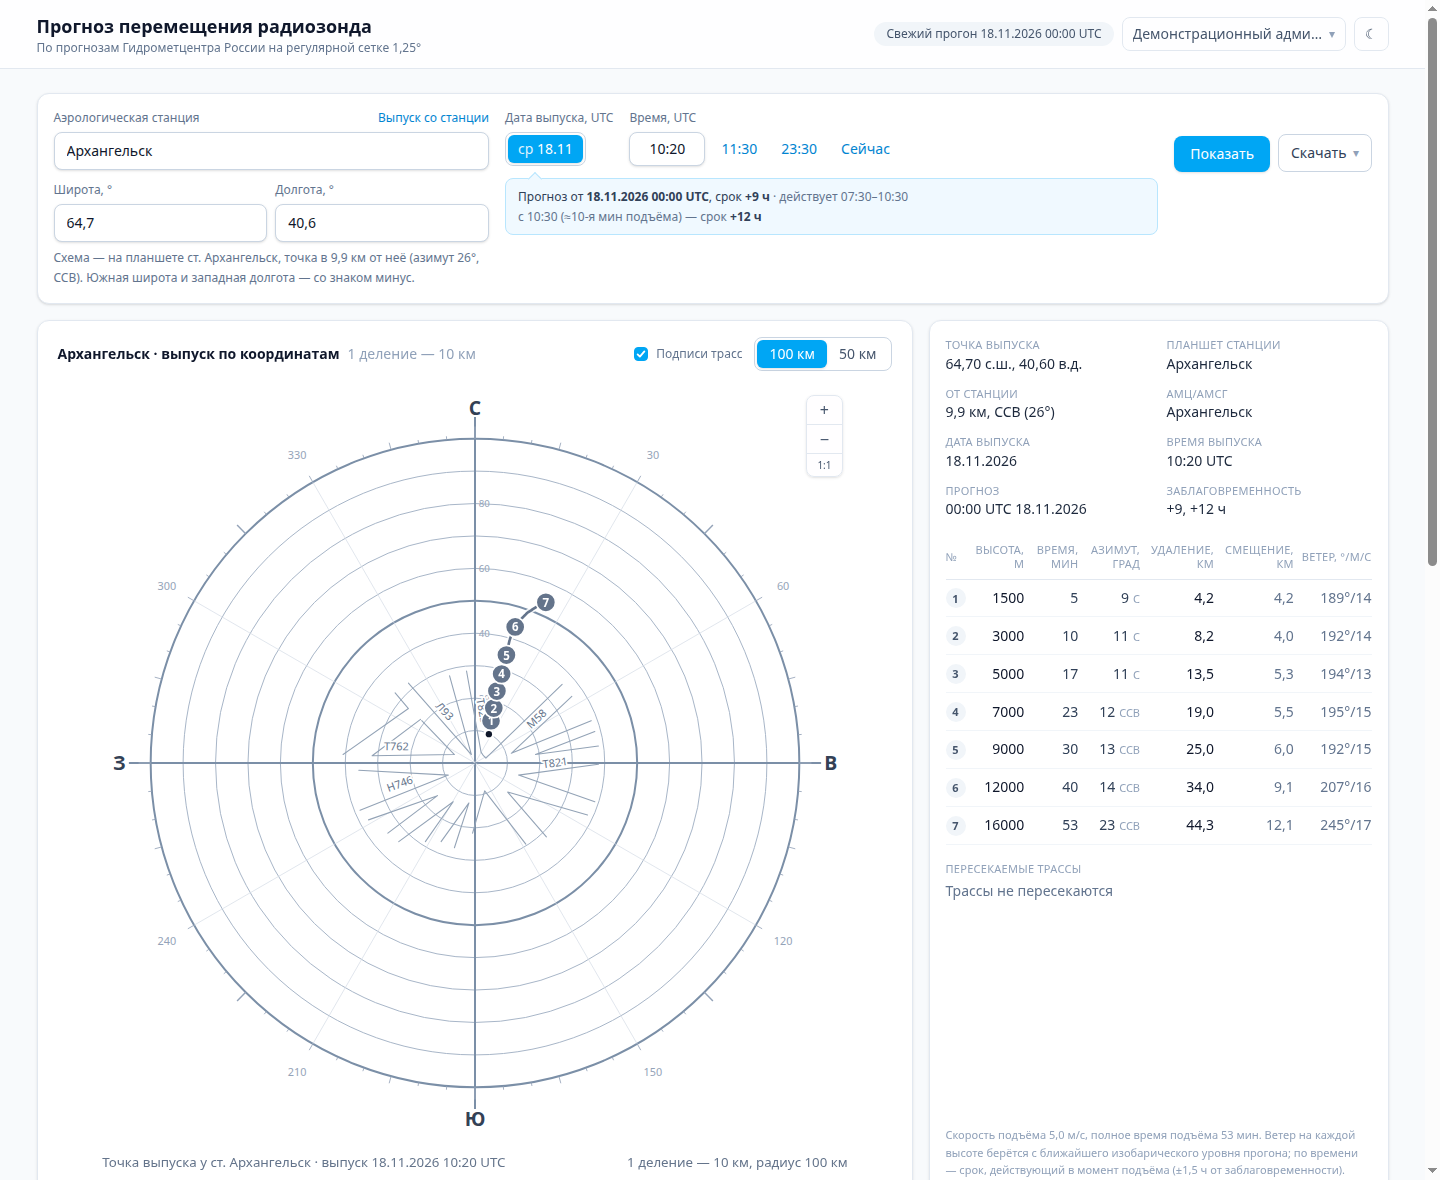 Прогноз перемещения радиозонда
По прогнозам Гидрометцентра России на регулярной сетке 1,25°
Свежий прогон 18.11.2026 00:00 UTC
Демонстрационный адми... ▾
Аэрологическая станция
Выпуск со станции
Архангельск
Широта, °
Долгота, °
64,7
40,6
Схема — на планшете ст. Архангельск, точка в 9,9 км от неё (азимут 26°,
ССВ). Южная широта и западная долгота — со знаком минус.
Дата выпуска, UTC
Время, UTC
ср 18.11
10:20
11:30
23:30
Сейчас
Прогноз от 18.11.2026 00:00 UTC, срок +9 ч · действует 07:30–10:30
с 10:30 (≈10-я мин подъёма) — срок +12 ч
Показать
Скачать ▾
Архангельск · выпуск по координатам 1 деление — 10 км
Подписи трасс
100 км
50 км
+
−
1:1
С
330
30
80
300
60
60
40
7
6
5
4
3
2
1
Л93
М58
Т762
Т821
Н746
З
В
240
120
210
150
Ю
Точка выпуска у ст. Архангельск · выпуск 18.11.2026 10:20 UTC
1 деление — 10 км, радиус 100 км
ТОЧКА ВЫПУСКА
64,70 с.ш., 40,60 в.д.
ПЛАНШЕТ СТАНЦИИ
Архангельск
ОТ СТАНЦИИ
9,9 км, ССВ (26°)
АМЦ/АМСГ
Архангельск
ДАТА ВЫПУСКА
18.11.2026
ВРЕМЯ ВЫПУСКА
10:20 UTC
ПРОГНОЗ
00:00 UTC 18.11.2026
ЗАБЛАГОВРЕМЕННОСТЬ
+9, +12 ч
№ ВЫСОТА, М ВРЕМЯ, МИН АЗИМУТ, ГРАД УДАЛЕНИЕ, КМ СМЕЩЕНИЕ, КМ ВЕТЕР, °/М/С
1 1500 5 9 С 4,2 4,2 189°/14
2 3000 10 11 С 8,2 4,0 192°/14
3 5000 17 11 С 13,5 5,3 194°/13
4 7000 23 12 ССВ 19,0 5,5 195°/15
5 9000 30 13 ССВ 25,0 6,0 192°/15
6 12000 40 14 ССВ 34,0 9,1 207°/16
7 16000 53 23 ССВ 44,3 12,1 245°/17
ПЕРЕСЕКАЕМЫЕ ТРАССЫ
Трассы не пересекаются
Скорость подъёма 5,0 м/с, полное время подъёма 53 мин. Ветер на каждой
высоте берётся с ближайшего изобарического уровня прогона; по времени
— срок, действующий в момент подъёма (±1,5 ч от заблаговременности).